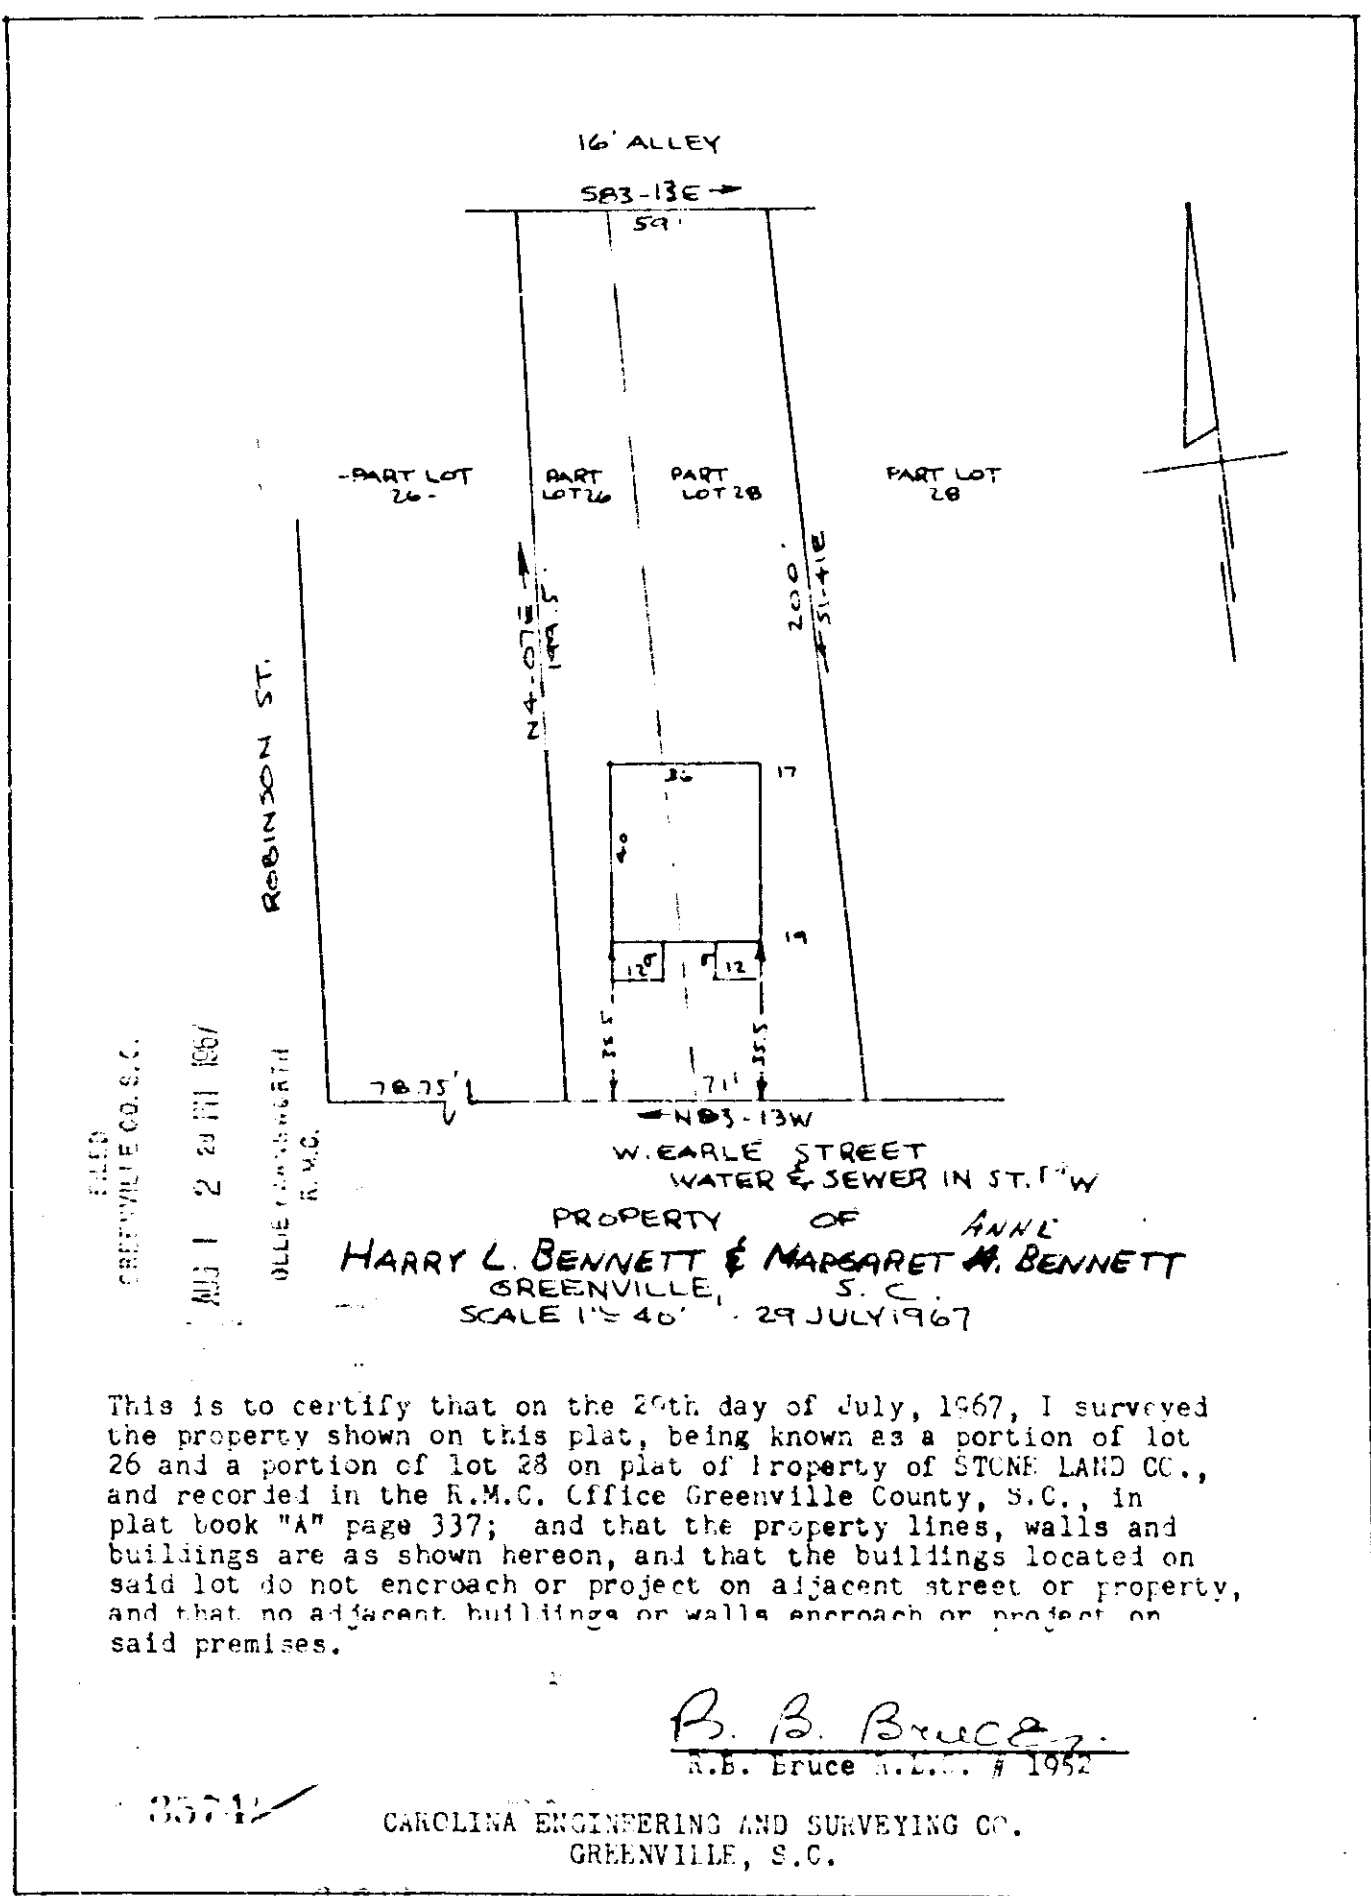 16' ALLEY
S83-13E
59'
-PART LOT 26-
PART LOT 26
PART LOT 28
PART LOT 28
N4-07E
199.5'
200'
S1-41E
ROBINSON ST.
36
17
40
19
12
12
35.5
35.5
78.75'
71'
N83-13W
W. EARLE STREET
WATER & SEWER IN ST.
FILED
GREENVILLE CO. S. C.
AUG 1 2 28 PM 1967
OLLIE FARNSWORTH
R. M. C.
PROPERTY OF ANNE
HARRY L. BENNETT & MARGARET BENNETT
GREENVILLE, S. C.
SCALE 1"=40' 29 JULY 1967
This is to certify that on the 29th day of July, 1967, I surveyed
the property shown on this plat, being known as a portion of lot
26 and a portion of lot 28 on plat of Property of STONE LAND CO.,
and recorded in the R.M.C. Office Greenville County, S.C., in
plat book "A" page 337; and that the property lines, walls and
buildings are as shown hereon, and that the buildings located on
said lot do not encroach or project on adjacent street or property,
and that no adjacent buildings or walls encroach or project on
said premises.
R. B. Bruce
R.B. Bruce R.L.S. # 1952
CAROLINA ENGINEERING AND SURVEYING CO.
GREENVILLE, S.C.